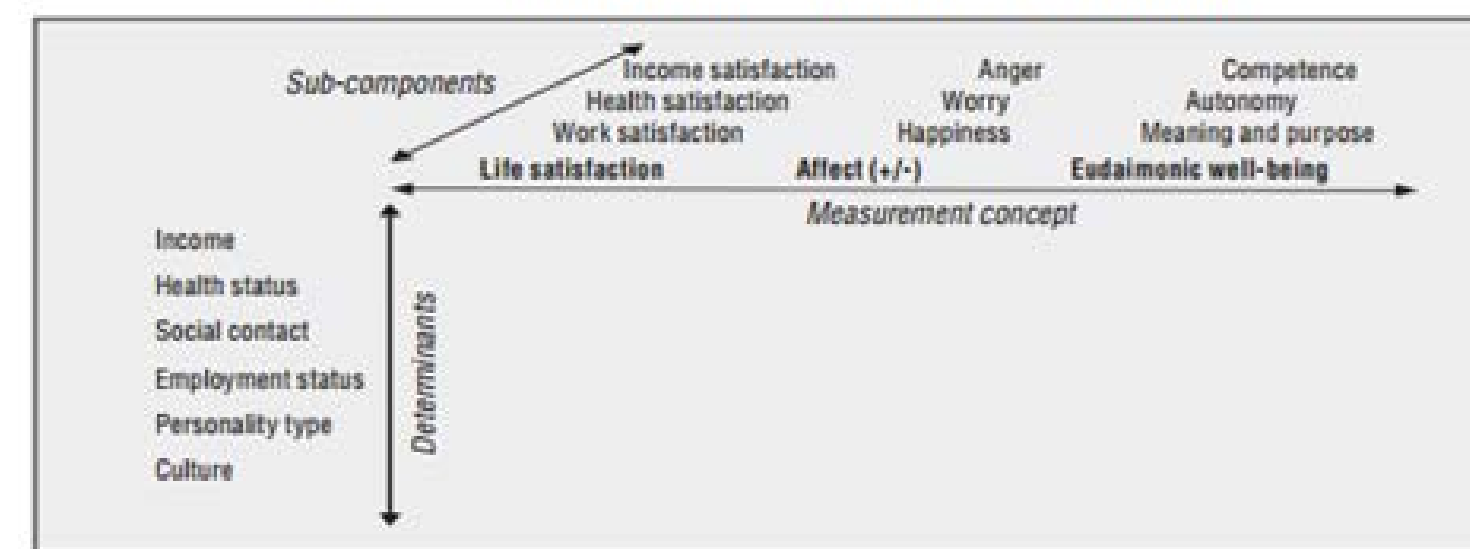 Sub-components
Income satisfaction Anger Competence
Health satisfaction Worry Autonomy
Work satisfaction Happiness Meaning and purpose
Life satisfaction Affect (+/-) Eudaimonic well-being
Measurement concept
Income
Health status
Social contact
Employment status
Personality type
Culture
Determinants